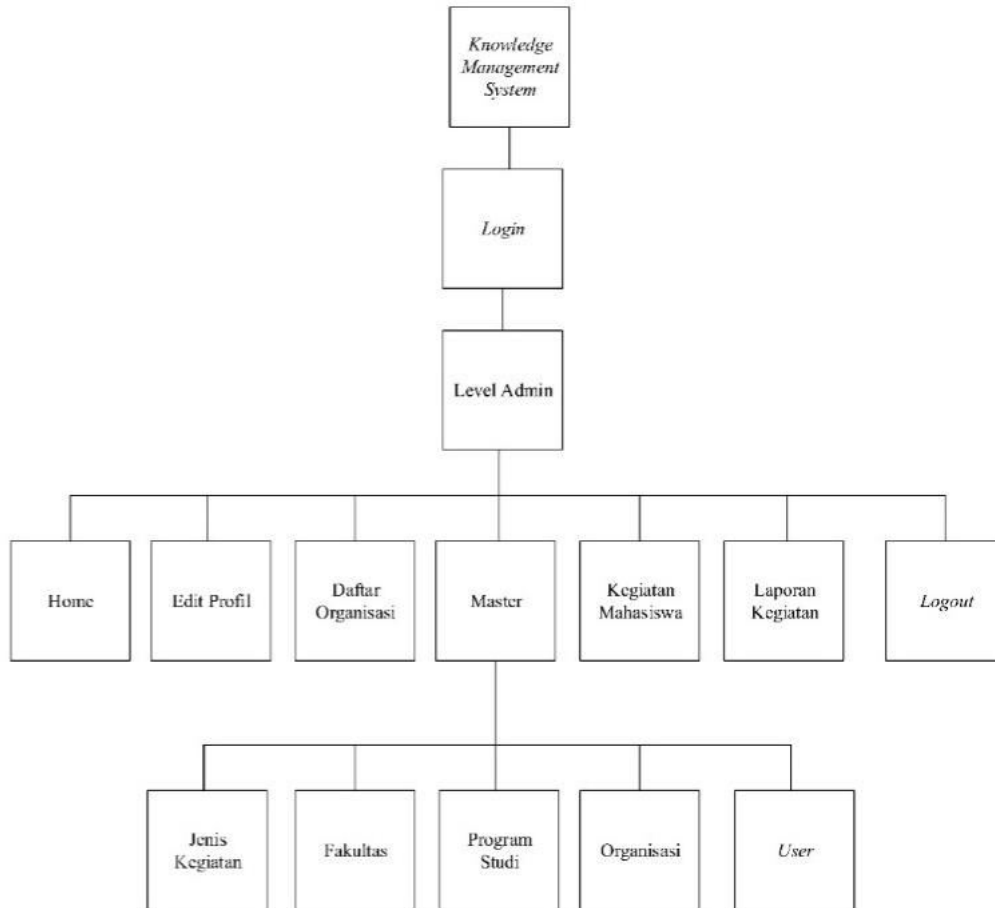 Knowledge
Management
System
Login
Level Admin
Home
Edit Profil
Daftar
Organisasi
Master
Kegiatan
Mahasiswa
Laporan
Kegiatan
Logout
Jenis
Kegiatan
Fakultas
Program
Studi
Organisasi
User